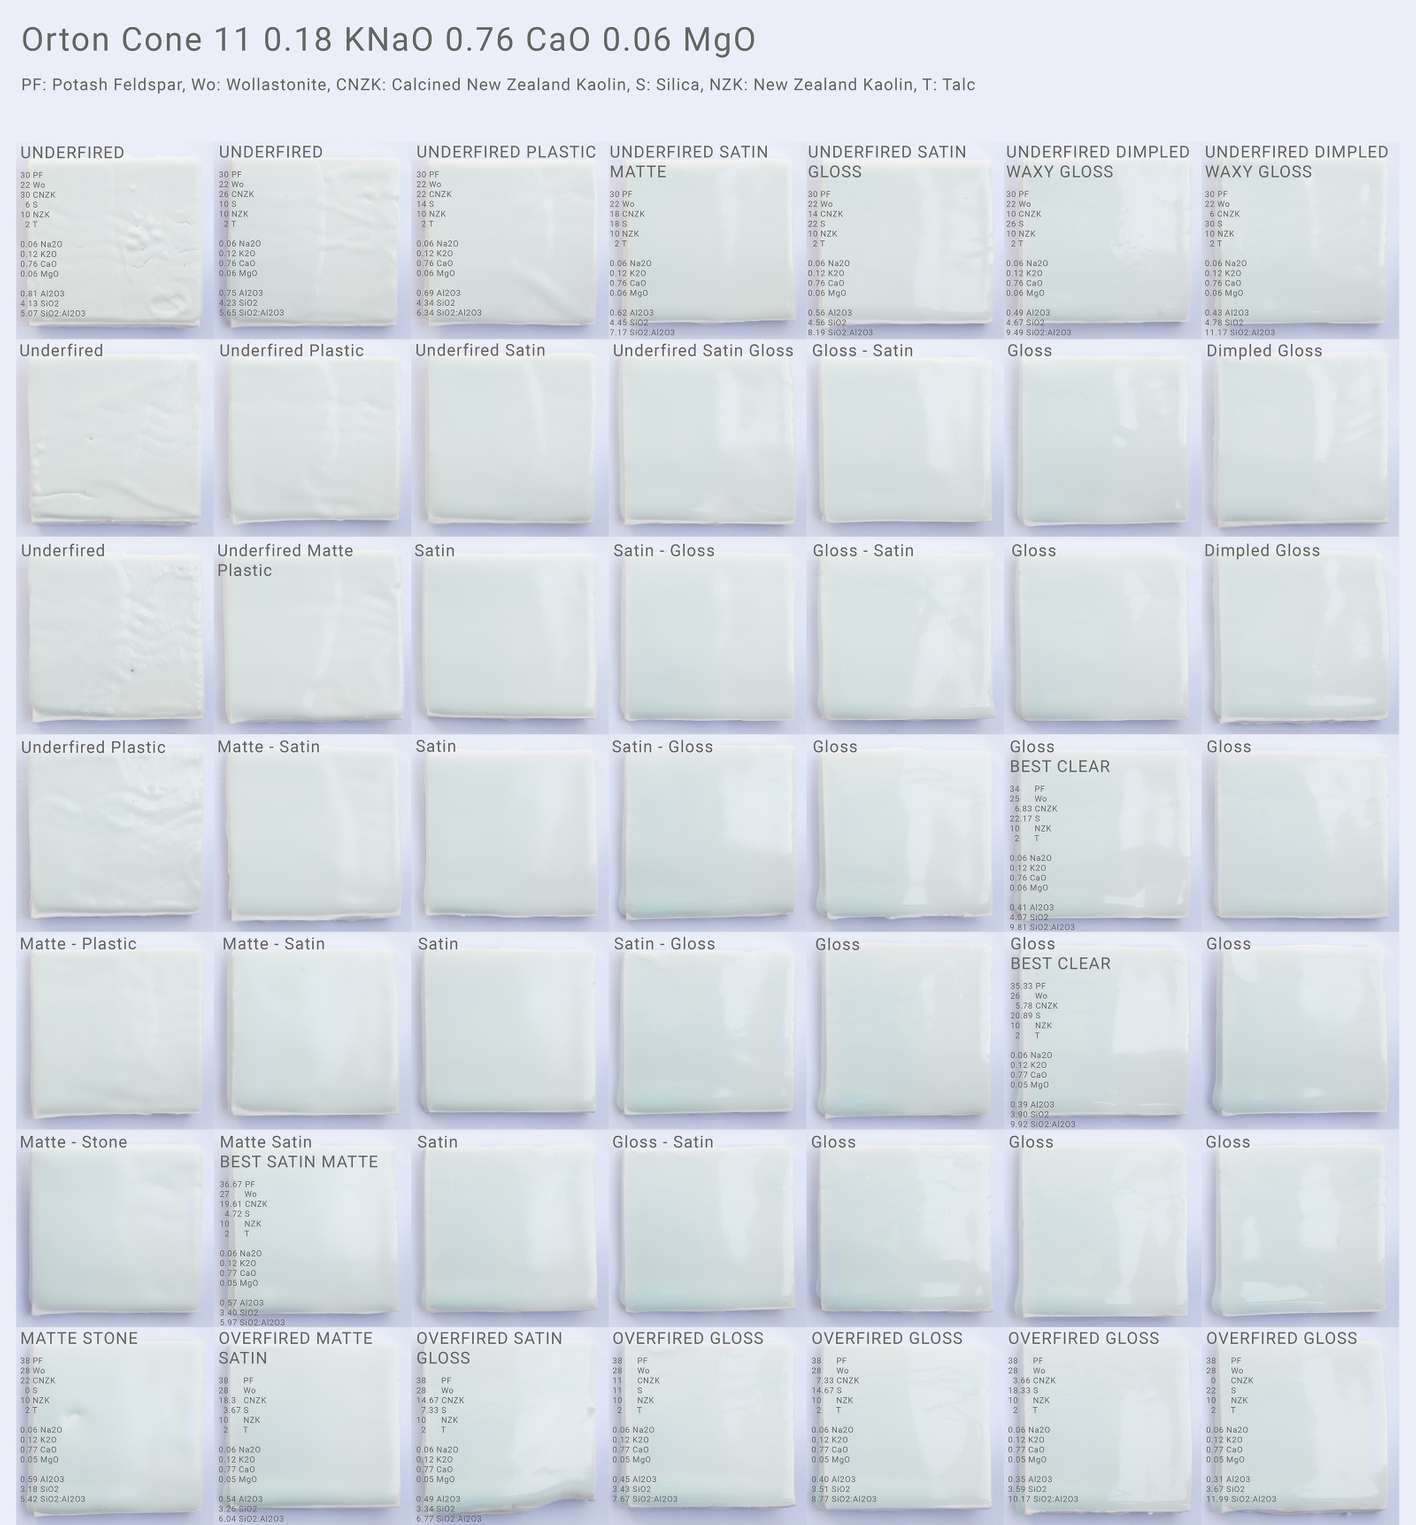 Orton Cone 11 0.18 KNaO 0.76 CaO 0.06 MgO
PF: Potash Feldspar, Wo: Wollastonite, CNZK: Calcined New Zealand Kaolin, S: Silica, NZK: New Zealand Kaolin, T: Talc
UNDERFIRED
30 PF
22 Wo
30 CNZK
6 S
10 NZK
2 T
0.06 Na2O
0.12 K2O
0.76 CaO
0.06 MgO
0.81 Al2O3
4.13 SiO2
5.07 SiO2:Al2O3
UNDERFIRED
30 PF
22 Wo
26 CNZK
10 S
10 NZK
2 T
0.06 Na2O
0.12 K2O
0.76 CaO
0.06 MgO
0.75 Al2O3
4.23 SiO2
5.65 SiO2:Al2O3
UNDERFIRED PLASTIC
30 PF
22 Wo
22 CNZK
14 S
10 NZK
2 T
0.06 Na2O
0.12 K2O
0.76 CaO
0.06 MgO
0.69 Al2O3
4.34 SiO2
6.34 SiO2:Al2O3
UNDERFIRED SATIN
MATTE
30 PF
22 Wo
18 CNZK
18 S
10 NZK
2 T
0.06 Na2O
0.12 K2O
0.76 CaO
0.06 MgO
0.62 Al2O3
4.45 SiO2
7.17 SiO2:Al2O3
UNDERFIRED SATIN
GLOSS
30 PF
22 Wo
14 CNZK
22 S
10 NZK
2 T
0.06 Na2O
0.12 K2O
0.76 CaO
0.06 MgO
0.56 Al2O3
4.56 SiO2
8.19 SiO2:Al2O3
UNDERFIRED DIMPLED
WAXY GLOSS
30 PF
22 Wo
10 CNZK
26 S
10 NZK
2 T
0.06 Na2O
0.12 K2O
0.76 CaO
0.06 MgO
0.49 Al2O3
4.67 SiO2
9.49 SiO2:Al2O3
UNDERFIRED DIMPLED
WAXY GLOSS
30 PF
22 Wo
6 CNZK
30 S
10 NZK
2 T
0.06 Na2O
0.12 K2O
0.76 CaO
0.06 MgO
0.43 Al2O3
4.78 SiO2
11.17 SiO2:Al2O3
Underfired
Underfired Plastic
Underfired Satin
Underfired Satin Gloss
Gloss - Satin
Gloss
Dimpled Gloss
Underfired
Underfired Matte
Plastic
Satin
Satin - Gloss
Gloss - Satin
Gloss
Dimpled Gloss
Underfired Plastic
Matte - Satin
Satin
Satin - Gloss
Gloss
Gloss
BEST CLEAR
34 PF
25 Wo
6.83 CNZK
22.17 S
10 NZK
2 T
0.06 Na2O
0.12 K2O
0.76 CaO
0.06 MgO
0.41 Al2O3
4.07 SiO2
9.81 SiO2:Al2O3
Gloss
Matte - Plastic
Matte - Satin
Satin
Satin - Gloss
Gloss
Gloss
BEST CLEAR
35.33 PF
26 Wo
5.78 CNZK
20.89 S
10 NZK
2 T
0.06 Na2O
0.12 K2O
0.77 CaO
0.05 MgO
0.39 Al2O3
3.90 SiO2
9.92 SiO2:Al2O3
Gloss
Matte - Stone
Matte Satin
BEST SATIN MATTE
36.67 PF
27 Wo
19.61 CNZK
4.72 S
10 NZK
2 T
0.06 Na2O
0.12 K2O
0.77 CaO
0.05 MgO
0.57 Al2O3
3.40 SiO2
5.97 SiO2:Al2O3
Satin
Gloss - Satin
Gloss
Gloss
Gloss
MATTE STONE
38 PF
28 Wo
22 CNZK
0 S
10 NZK
2 T
0.06 Na2O
0.12 K2O
0.77 CaO
0.05 MgO
0.59 Al2O3
3.18 SiO2
5.42 SiO2:Al2O3
OVERFIRED MATTE
SATIN
38 PF
28 Wo
18.3 CNZK
3.67 S
10 NZK
2 T
0.06 Na2O
0.12 K2O
0.77 CaO
0.05 MgO
0.54 Al2O3
3.26 SiO2
6.04 SiO2:Al2O3
OVERFIRED SATIN
GLOSS
38 PF
28 Wo
14.67 CNZK
7.33 S
10 NZK
2 T
0.06 Na2O
0.12 K2O
0.77 CaO
0.05 MgO
0.49 Al2O3
3.34 SiO2
6.77 SiO2:Al2O3
OVERFIRED GLOSS
38 PF
28 Wo
11 CNZK
11 S
10 NZK
2 T
0.06 Na2O
0.12 K2O
0.77 CaO
0.05 MgO
0.45 Al2O3
3.43 SiO2
7.67 SiO2:Al2O3
OVERFIRED GLOSS
38 PF
28 Wo
7.33 CNZK
14.67 S
10 NZK
2 T
0.06 Na2O
0.12 K2O
0.77 CaO
0.05 MgO
0.40 Al2O3
3.51 SiO2
8.77 SiO2:Al2O3
OVERFIRED GLOSS
38 PF
28 Wo
3.66 CNZK
18.33 S
10 NZK
2 T
0.06 Na2O
0.12 K2O
0.77 CaO
0.05 MgO
0.35 Al2O3
3.59 SiO2
10.17 SiO2:Al2O3
OVERFIRED GLOSS
38 PF
28 Wo
0 CNZK
22 S
10 NZK
2 T
0.06 Na2O
0.12 K2O
0.77 CaO
0.05 MgO
0.31 Al2O3
3.67 SiO2
11.99 SiO2:Al2O3